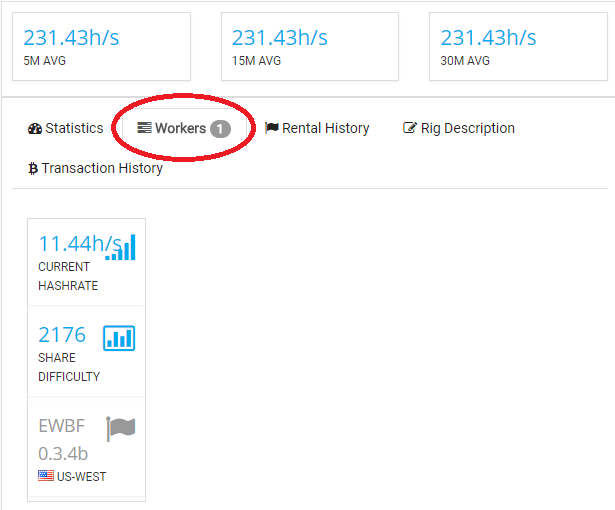 231.43h/s 231.43h/s 231.43h/s
5M AVG 15M AVG 30M AVG
Statistics Workers 1 Rental History Rig Description
Transaction History
11.44h/s
CURRENT
HASHRATE
2176
SHARE
DIFFICULTY
EWBF
0.3.4b
US-WEST